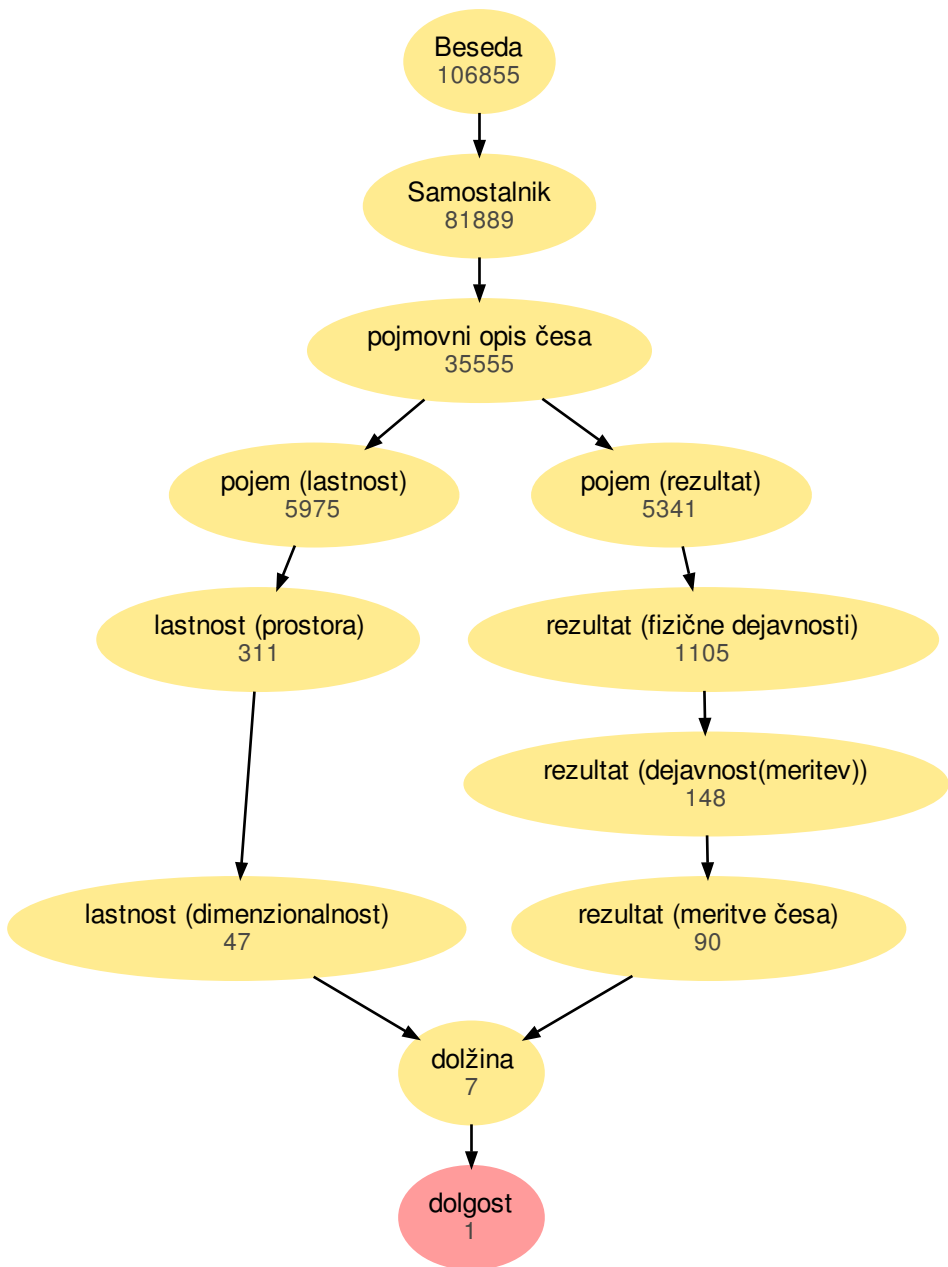 Beseda
106855
Samostalnik
81889
pojmovni opis česa
35555
pojem (lastnost)
5975
pojem (rezultat)
5341
lastnost (prostora)
311
rezultat (fizične dejavnosti)
1105
rezultat (dejavnost(meritev))
148
lastnost (dimenzionalnost)
47
rezultat (meritve česa)
90
dolžina
7
dolgost
1